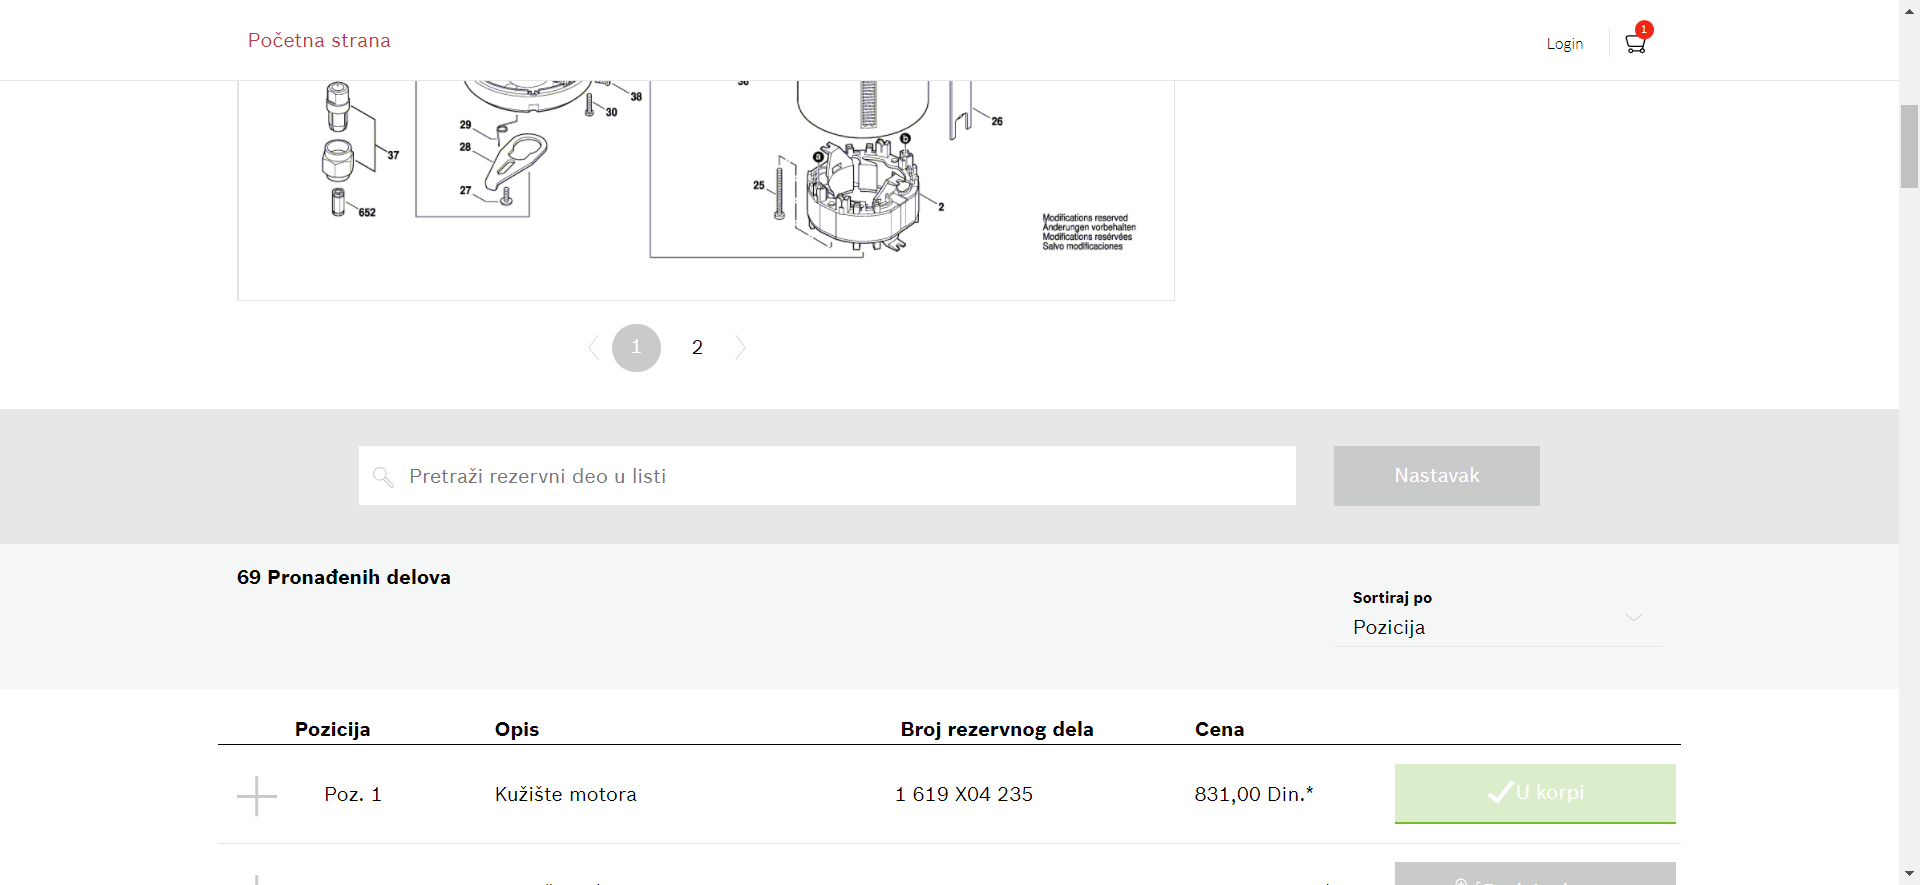 Početna strana
Login
1
36
38
30
29
28
27
37
652
26
a
b
25
2
Modifications reserved
Änderungen vorbehalten
Modifications resérvées
Salvo modificaciones
1
2
Pretraži rezervni deo u listi
Nastavak
69 Pronađenih delova
Sortiraj po
Pozicija
Pozicija Opis Broj rezervnog dela Cena
Poz. 1 Kužište motora 1 619 X04 235 831,00 Din.* U korpi